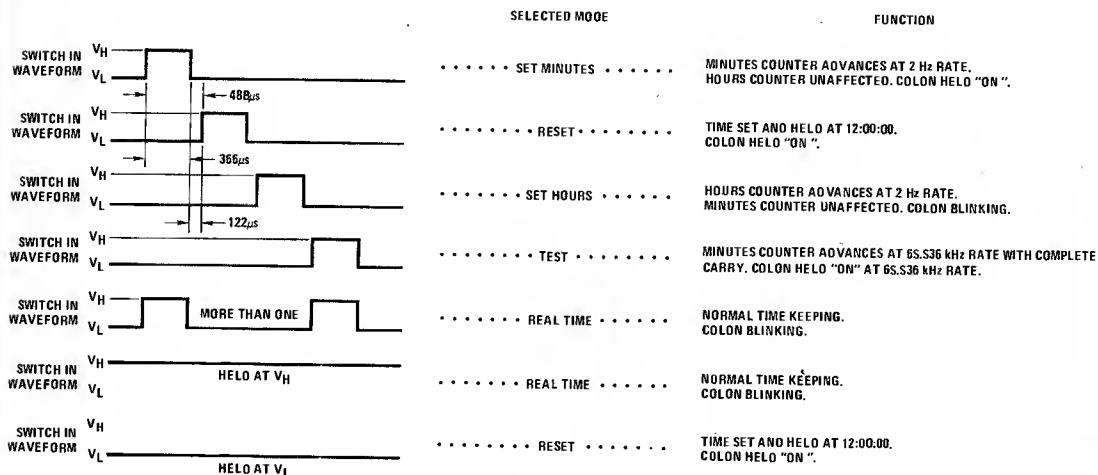 SELECTED MODE FUNCTION
SWITCH IN WAVEFORM VH VL SET MINUTES MINUTES COUNTER ADVANCES AT 2 Hz RATE.
HOURS COUNTER UNAFFECTED. COLON HELD "ON ".
488µs
SWITCH IN WAVEFORM VH VL RESET TIME SET AND HELD AT 12:00:00.
COLON HELD "ON ".
366µs
SWITCH IN WAVEFORM VH VL SET HOURS HOURS COUNTER ADVANCES AT 2 Hz RATE.
MINUTES COUNTER UNAFFECTED. COLON BLINKING.
122µs
SWITCH IN WAVEFORM VH VL TEST MINUTES COUNTER ADVANCES AT 6S.S36 kHz RATE WITH COMPLETE
CARRY. COLON HELD "ON" AT 6S.S36 kHz RATE.
SWITCH IN WAVEFORM VH VL MORE THAN ONE REAL TIME NORMAL TIME KEEPING.
COLON BLINKING.
SWITCH IN WAVEFORM VH VL HELD AT VH REAL TIME NORMAL TIME KEEPING.
COLON BLINKING.
SWITCH IN WAVEFORM VH VL RESET TIME SET AND HELD AT 12:00:00.
COLON HELD "ON ".
HELD AT VL